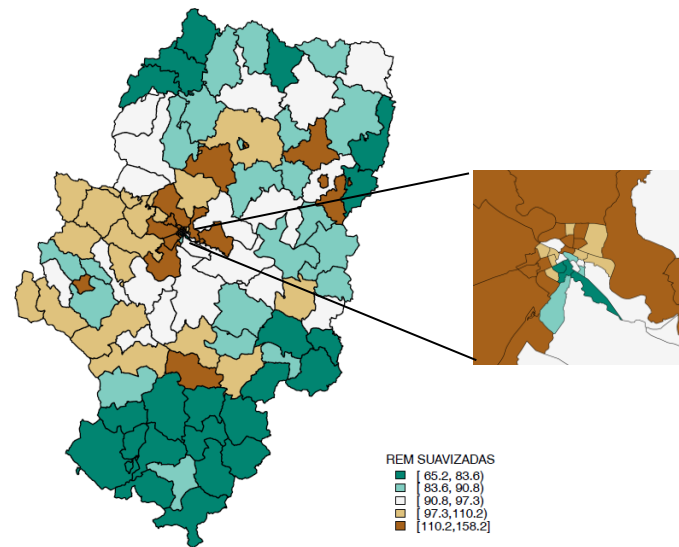 REM SUAVIZADAS
[ 65.2, 83.6)
[ 83.6, 90.8)
[ 90.8, 97.3)
[ 97.3,110.2)
[110.2,158.2]